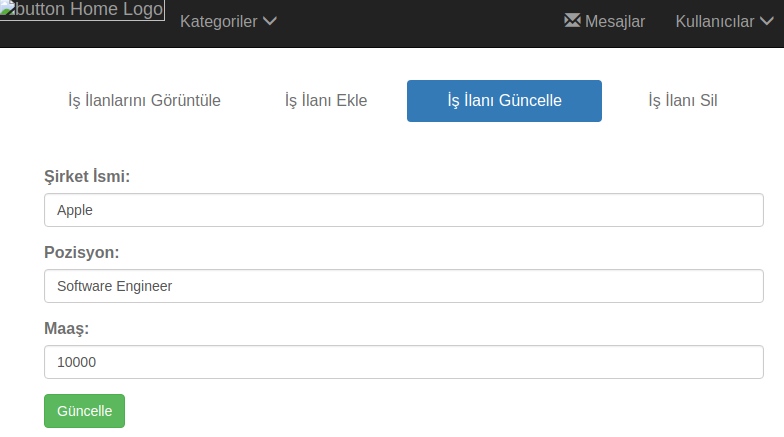 button Home Logo Kategoriler Mesajlar Kullanıcılar
İş İlanlarını Görüntüle İş İlanı Ekle İş İlanı Güncelle İş İlanı Sil
Şirket İsmi:
Apple
Pozisyon:
Software Engineer
Maaş:
10000
Güncelle